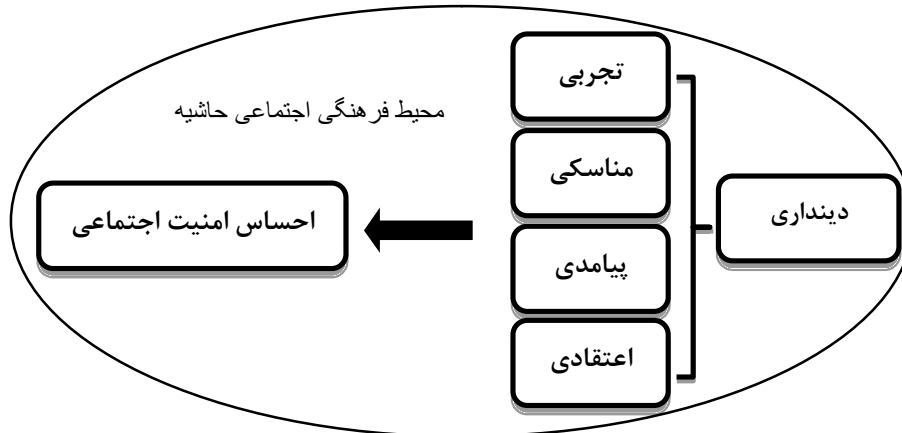 تجربی
محیط فرهنگی اجتماعی حاشیه
مناسکی
دینداری
احساس امنیت اجتماعی
پیامدی
اعتقادی